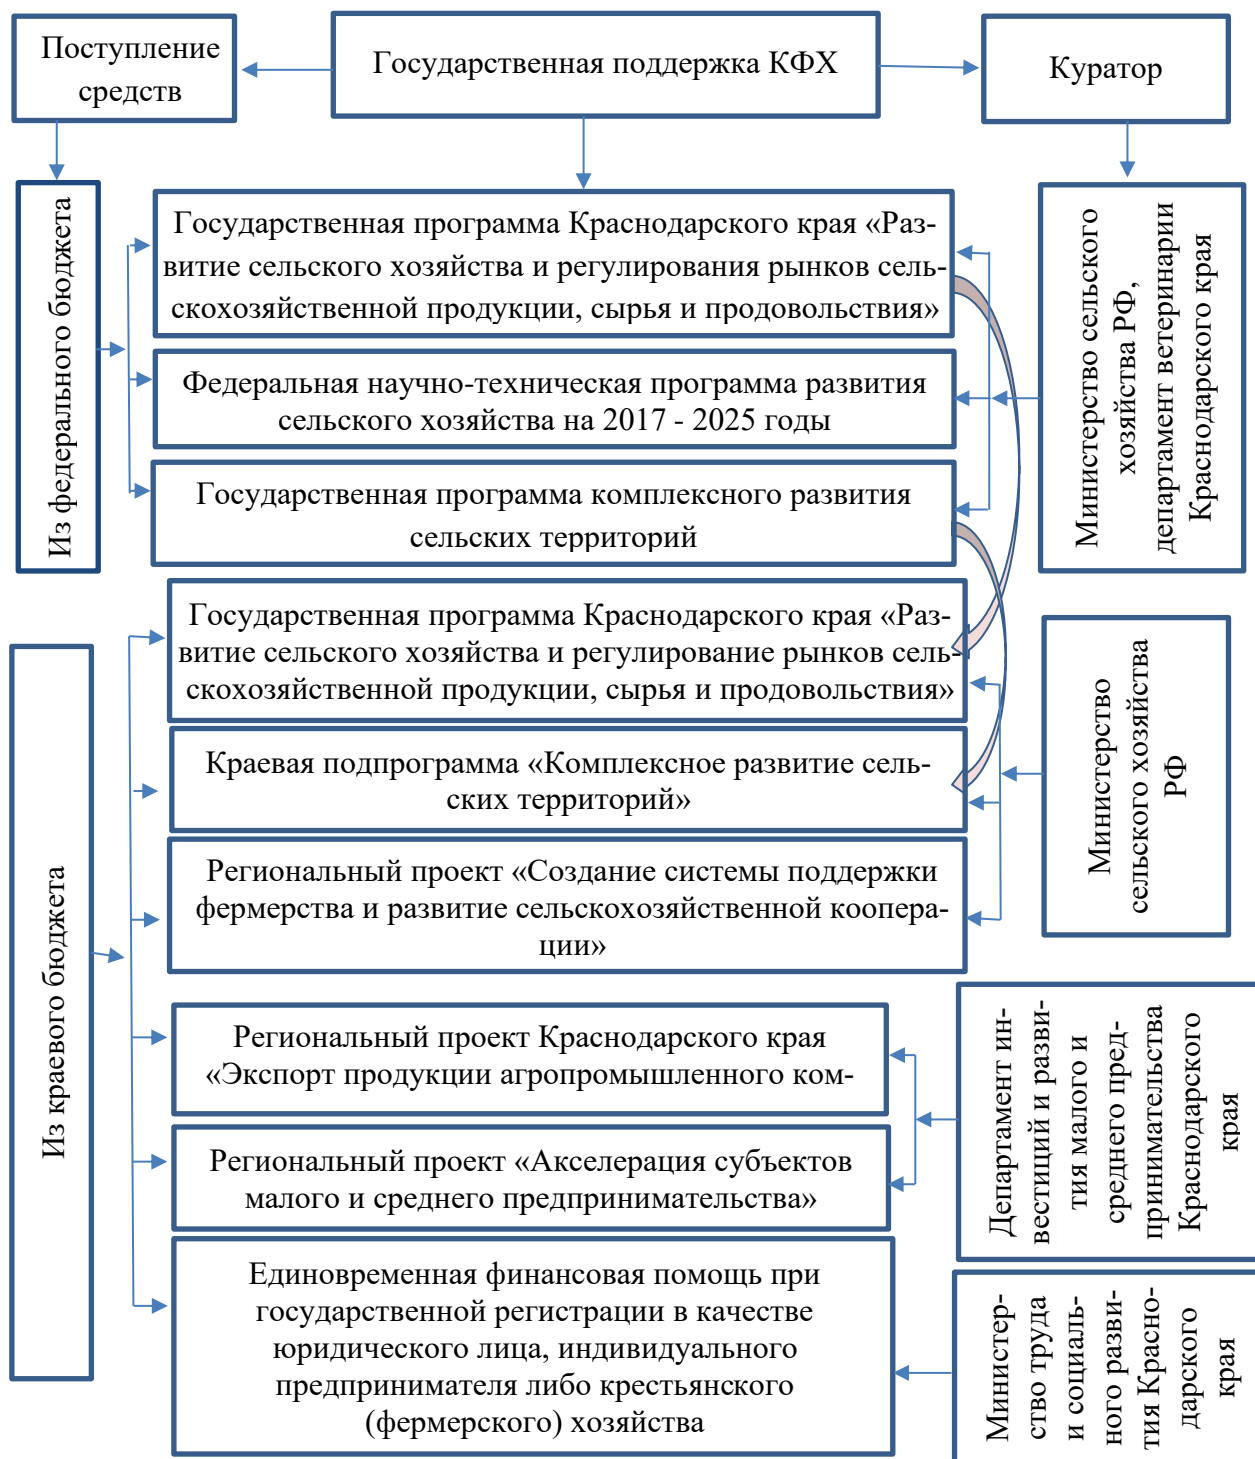 Поступление
средств
Государственная поддержка КФХ
Куратор
Из федерального бюджета
Государственная программа Краснодарского края «Раз-
витие сельского хозяйства и регулирования рынков сель-
скохозяйственной продукции, сырья и продовольствия»
Федеральная научно-техническая программа развития
сельского хозяйства на 2017 - 2025 годы
Государственная программа комплексного развития
сельских территорий
Министерство сельского
хозяйства РФ,
департамент ветеринарии
Краснодарского края
Из краевого бюджета
Государственная программа Краснодарского края «Раз-
витие сельского хозяйства и регулирование рынков сель-
скохозяйственной продукции, сырья и продовольствия»
Краевая подпрограмма «Комплексное развитие сель-
ских территорий»
Региональный проект «Создание системы поддержки
фермерства и развитие сельскохозяйственной коопера-
ции»
Министерство
сельского хозяйства
РФ
Региональный проект Краснодарского края
«Экспорт продукции агропромышленного ком-
Региональный проект «Акселерация субъектов
малого и среднего предпринимательства»
Департамент ин-
вестиций и разви-
тия малого и
среднего пред-
принимательства
Краснодарского
края
Единовременная финансовая помощь при
государственной регистрации в качестве
юридического лица, индивидуального
предпринимателя либо крестьянского
(фермерского) хозяйства
Министер-
ство труда
и социаль-
ного разви-
тия Красно-
дарского
края